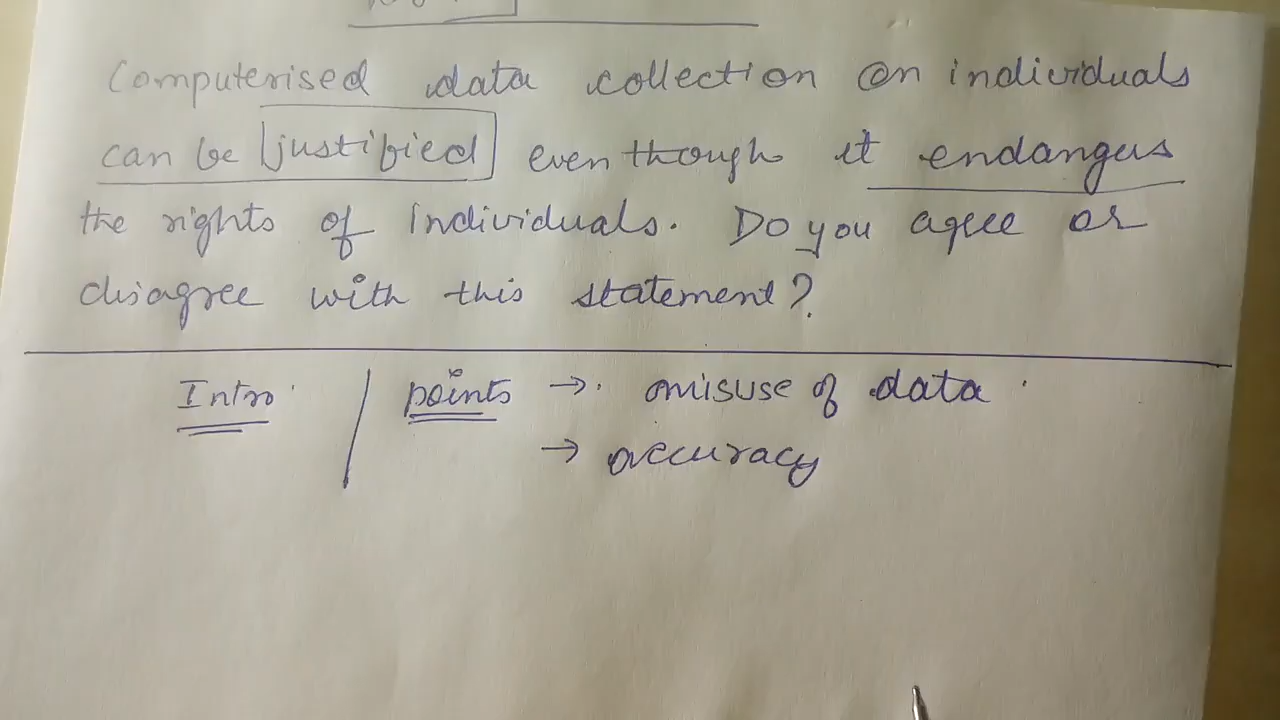 Computerised data collection on individuals
can be justified even though it endangers
the rights of individuals. Do you agree or
disagree with this statement?
Intro / points → misuse of data
→ accuracy